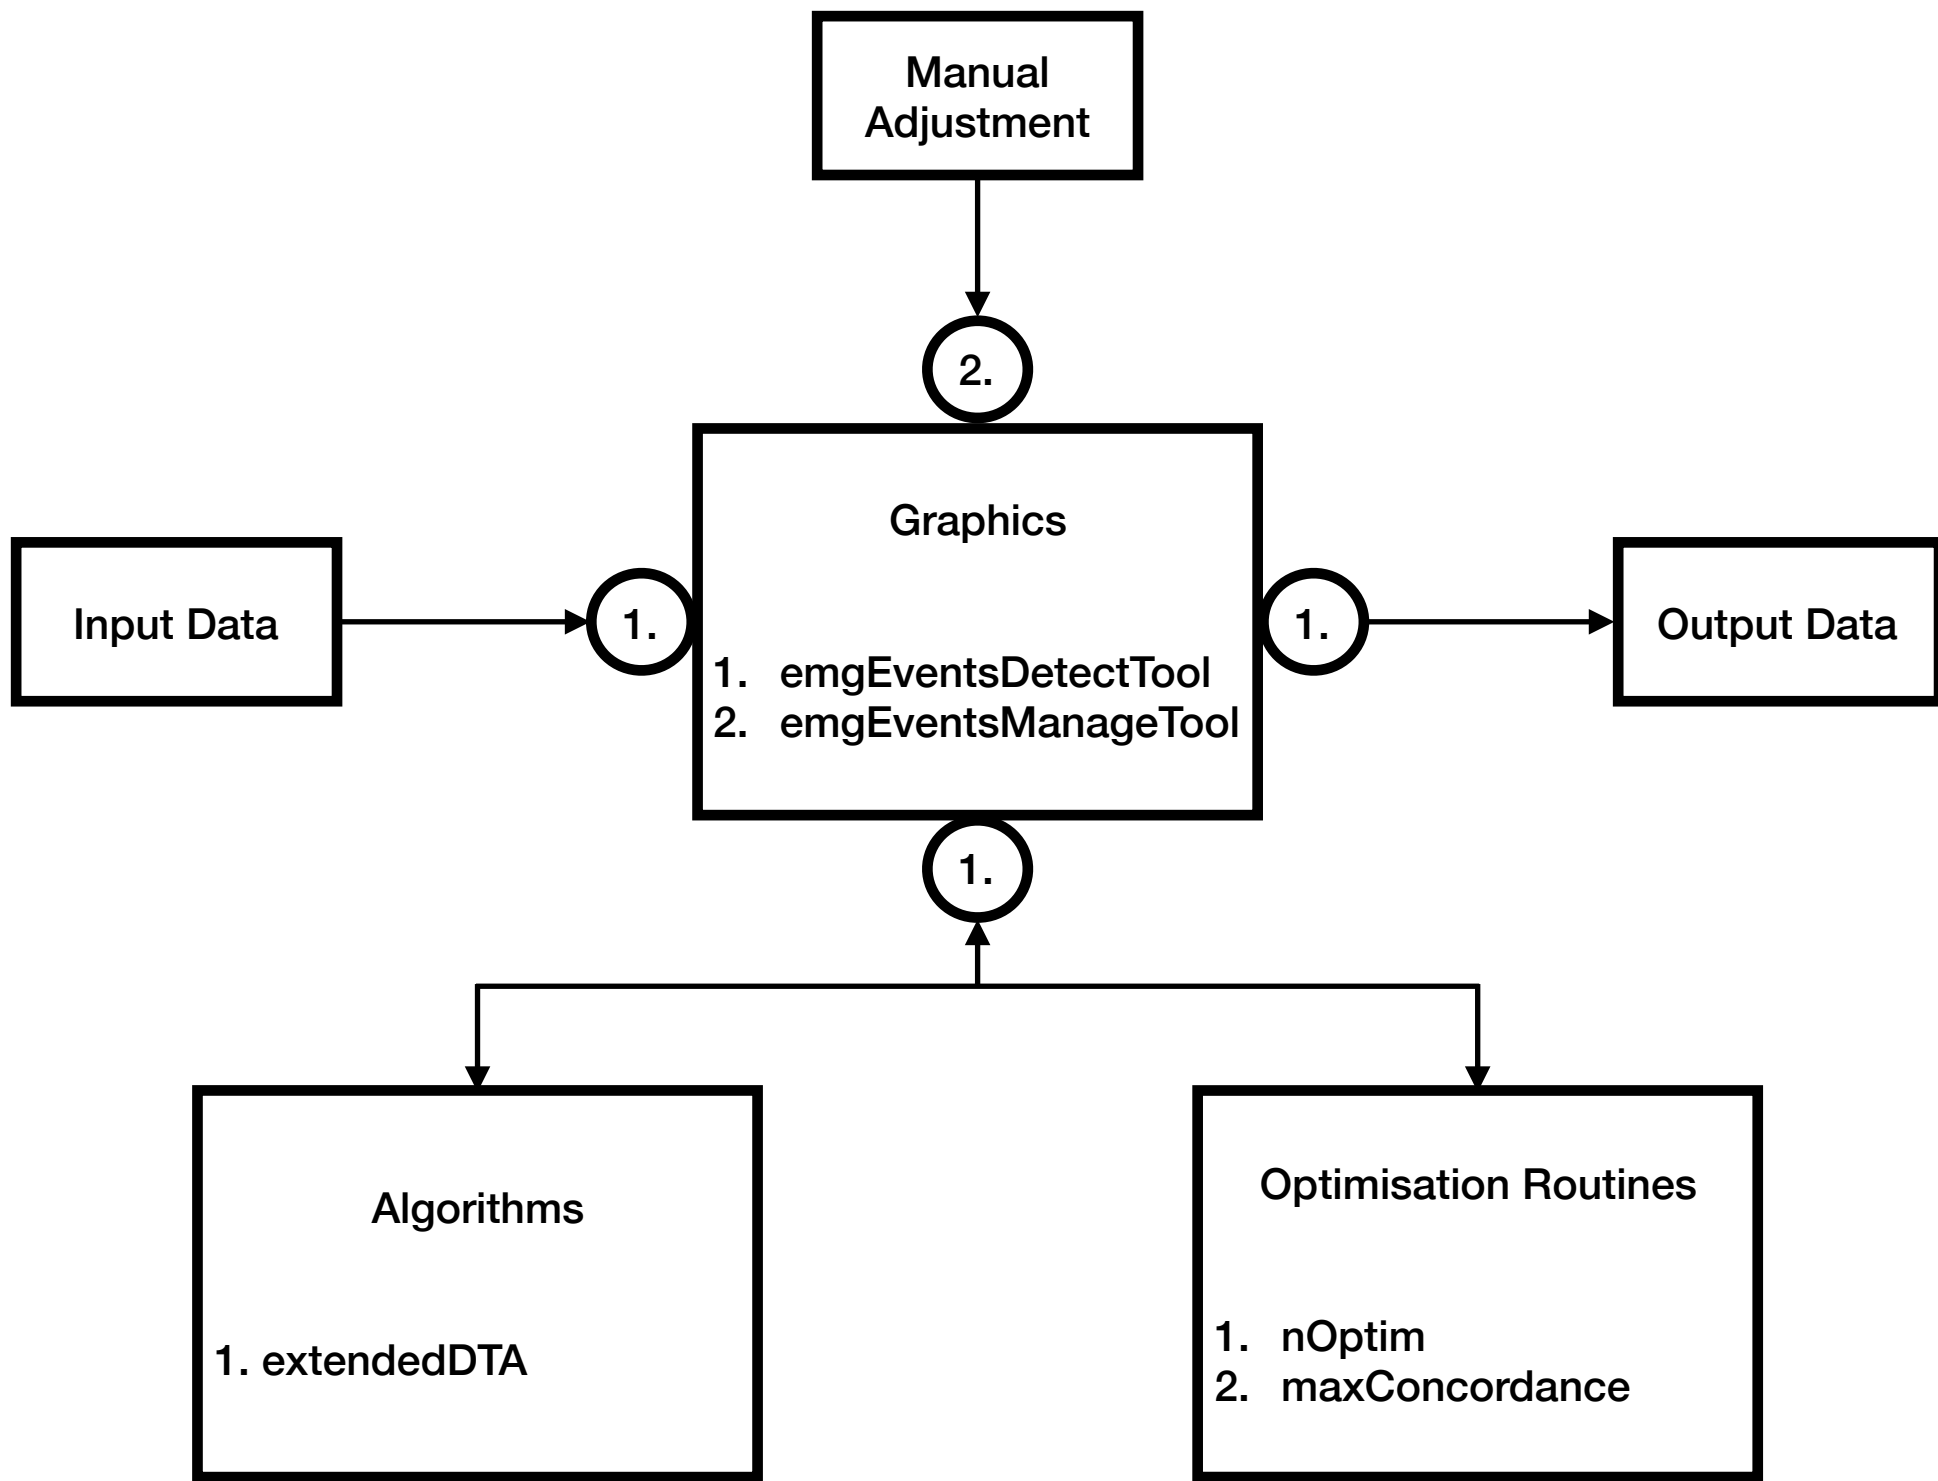 Manual
Adjustment
2.
Graphics
Input Data
1.
1.
Output Data
1. emgEventsDetectTool
2. emgEventsManageTool
1.
Algorithms
1. extendedDTA
Optimisation Routines
1. nOptim
2. maxConcordance